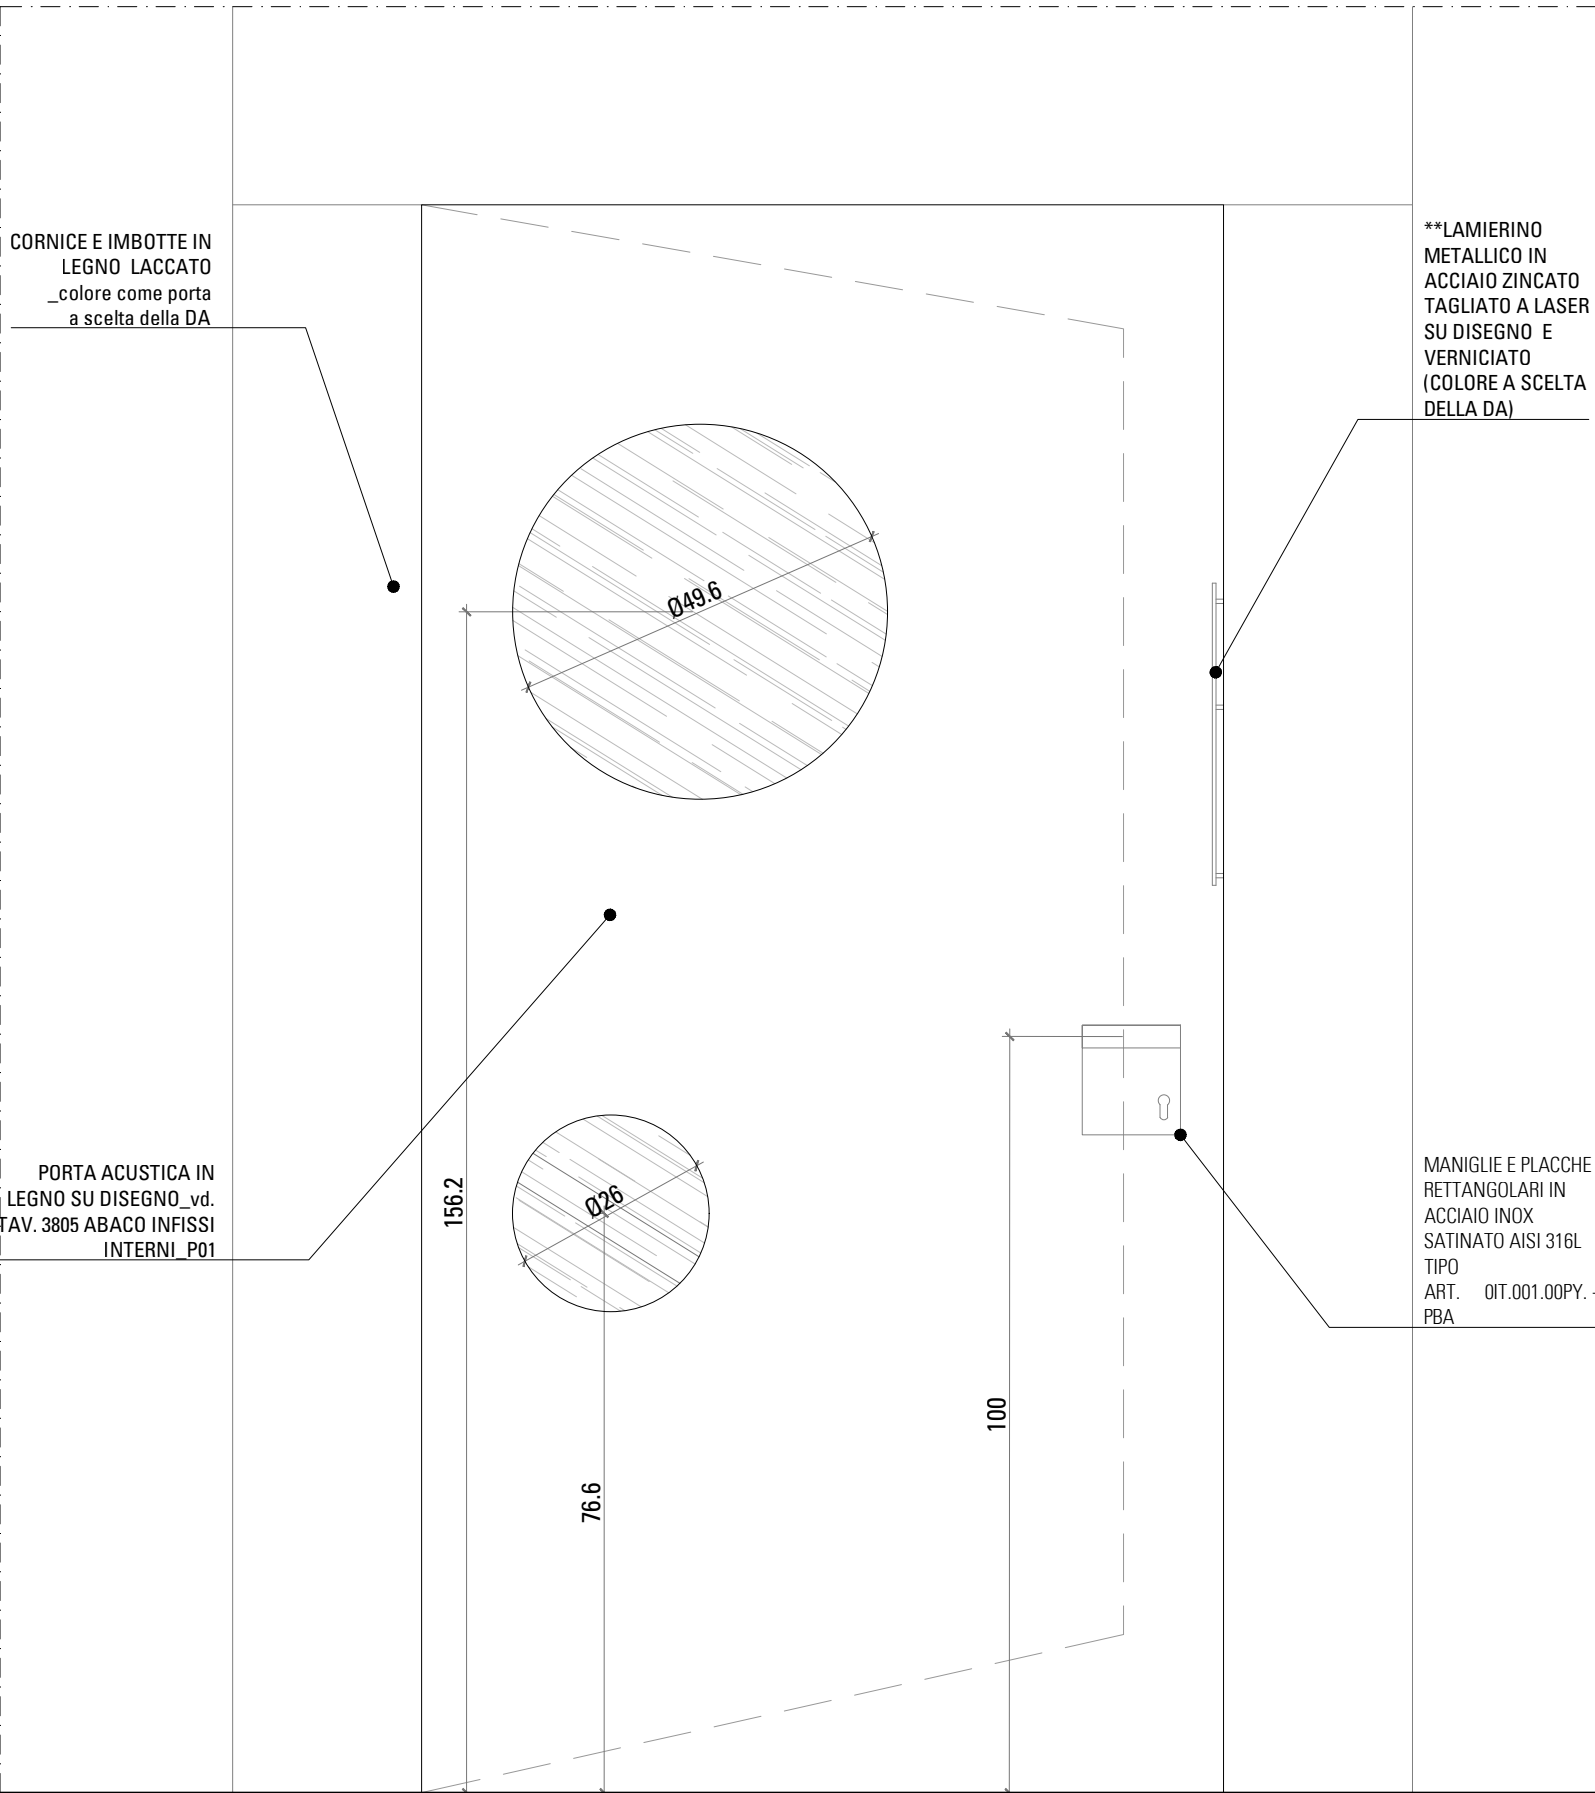 CORNICE E IMBOTTE IN
LEGNO LACCATO
_colore come porta
a scelta della DA
**LAMIERINO
METALLICO IN
ACCIAIO ZINCATO
TAGLIATO A LASER
SU DISEGNO E
VERNICIATO
(COLORE A SCELTA
DELLA DA)
Ø49.6
PORTA ACUSTICA IN
LEGNO SU DISEGNO_vd.
TAV. 3805 ABACO INFISSI
INTERNI_P01
156.2
Ø26
76.6
100
MANIGLIE E PLACCHE
RETTANGOLARI IN
ACCIAIO INOX
SATINATO AISI 316L
TIPO
ART. 0IT.001.00PY. -
PBA